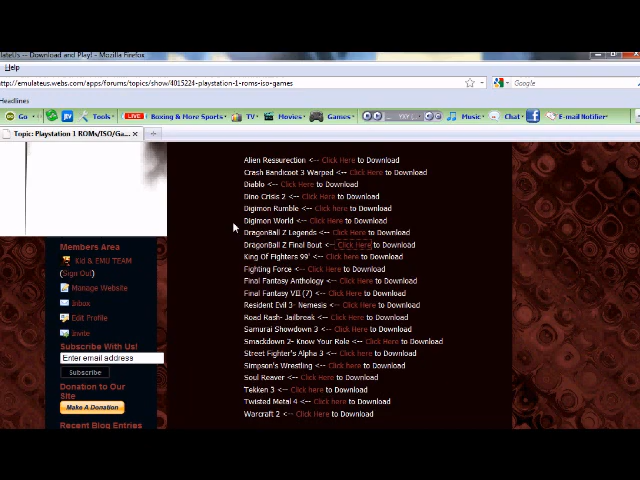 ulateU's -- Download and Play! - Mozilla Firefox
Help
http://emulateus.webs.com/apps/forums/topics/show/4015224-playstation-1-roms-iso-games
Google
Headlines
Go
Tools
LIVE
Boxing & More Sports
TV
Movies
Games
Music
Chat
E-mail Notifier
Topic: Playstation 1 ROMs/ISO/Ga...
Alien Ressurection <-- Click Here to Download
Crash Bandicoot 3 Warped <-- Click Here to Download
Diablo <-- Click Here to Download
Dino Crisis 2 <-- Click Here to Download
Digimon Rumble <-- Click here to Download
Digimon World <-- Click Here to Download
DragonBall Z Legends <-- Click Here to Download
DragonBall Z Final Bout <-- Click Here to Download
King Of Fighters 99' <-- Click here to Download
Fighting Force <-- Click Here to Download
Final Fantasy Anthology <-- Click Here to Download
Final Fantasy VII (7) <-- Click Here to Download
Resident Evil 3- Nemesis <-- Click Here to Download
Road Rash- Jailbreak <-- Click Here to Download
Samurai Showdown 3 <-- Click Here to Download
Smackdown 2- Know Your Role <-- Click Here to Download
Street Fighter's Alpha 3 <-- Click Here to Download
Simpson's Wrestling <-- Click Here to Download
Soul Reaver <-- Click Here to Download
Tekken 3 <-- Click Here to Download
Twisted Metal 4 <-- Click Here to Download
Warcraft 2 <-- Click Here to Download
Members Area
Kid & EMU TEAM
(Sign Out)
Manage Website
Inbox
Edit Profile
Invite
Subscribe With Us!
Enter email address
Subscribe
Donation to Our
Site
Make A Donation
Recent Blog Entries